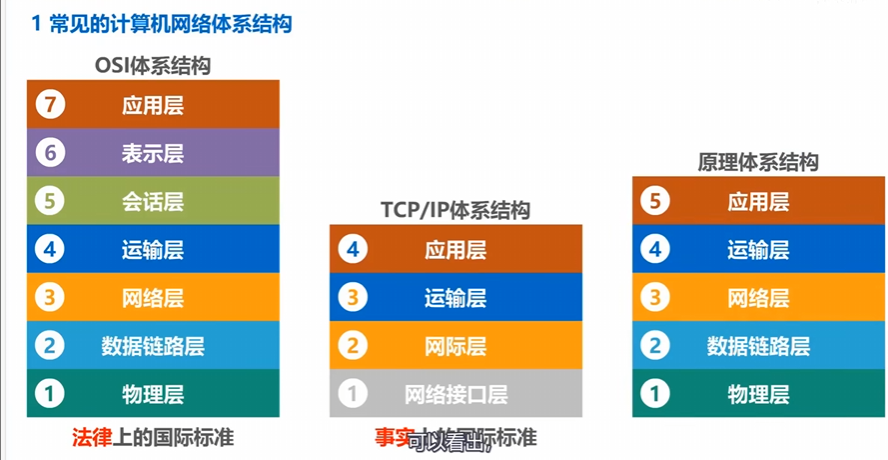 1 常见的计算机网络体系结构
OSI体系结构
7 应用层
6 表示层
5 会话层
4 运输层
3 网络层
2 数据链路层
1 物理层
法律上的国际标准
TCP/IP体系结构
4 应用层
3 运输层
2 网际层
1 网络接口层
事实上的国际标准
原理体系结构
5 应用层
4 运输层
3 网络层
2 数据链路层
1 物理层
可以看出,